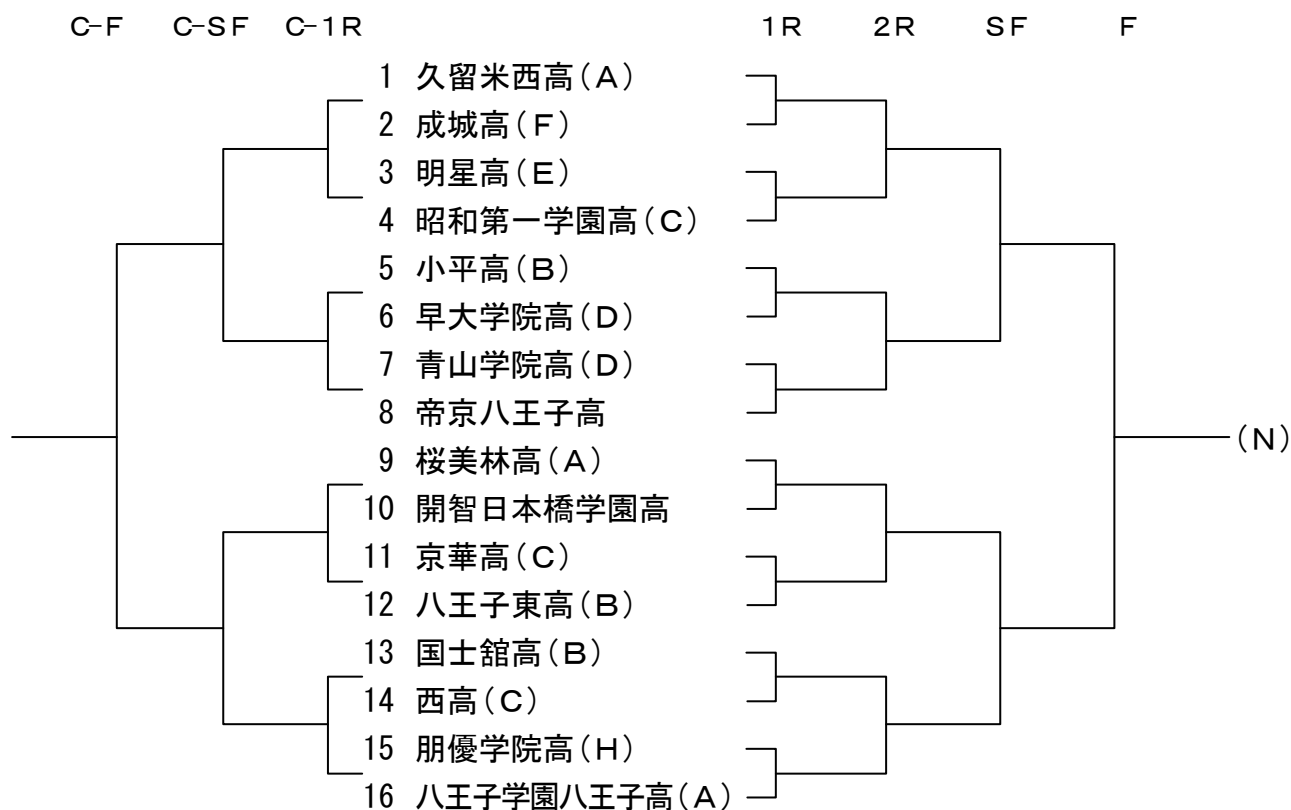 C-F C-SF C-1R 1R 2R SF F
1 久留米西高(A)
2 成城高(F)
3 明星高(E)
4 昭和第一学園高(C)
5 小平高(B)
6 早大学院高(D)
7 青山学院高(D)
8 帝京八王子高
(N)
9 桜美林高(A)
10 開智日本橋学園高
11 京華高(C)
12 八王子東高(B)
13 国士舘高(B)
14 西高(C)
15 朋優学院高(H)
16 八王子学園八王子高(A)